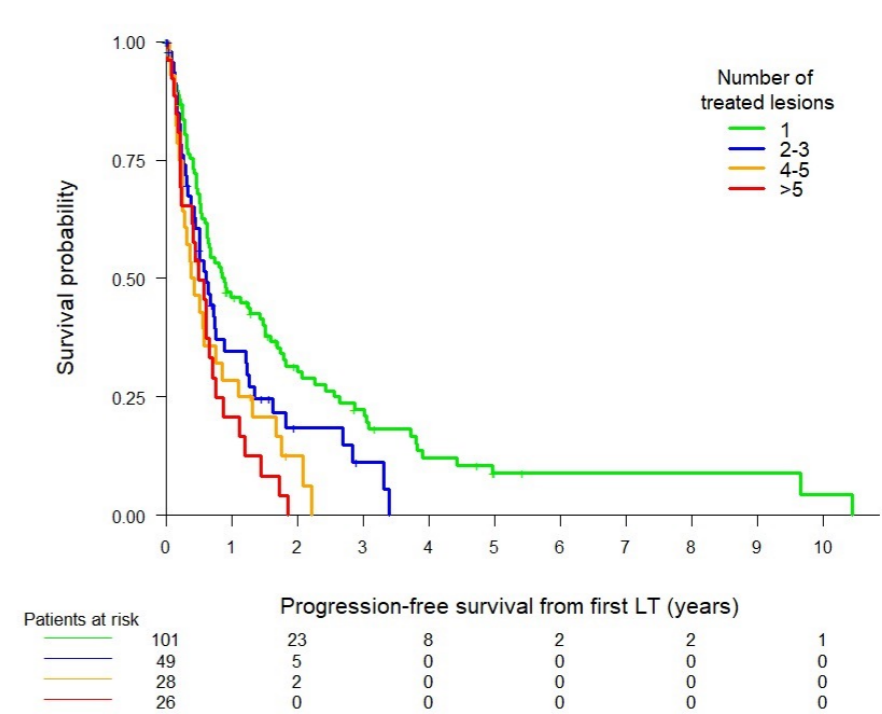 1.00
0.75
0.50
0.25
0.00
Survival probability
Number of
treated lesions
1
2-3
4-5
>5
0 1 2 3 4 5 6 7 8 9 10
Progression-free survival from first LT (years)
Patients at risk
101 23 8 2 2 1
49 5 0 0 0 0
28 2 0 0 0 0
26 0 0 0 0 0